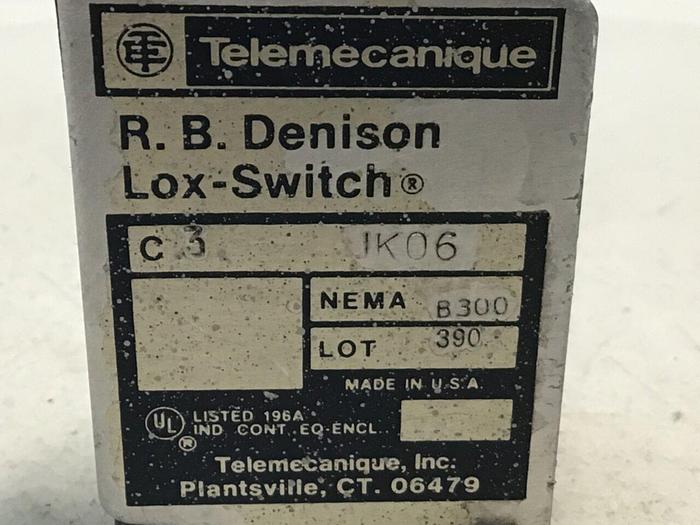 Telemecanique
R. B. Denison
Lox-Switch®
C 3 JK06
NEMA B300
LOT 390
MADE IN U.S.A.
UL® LISTED 196A
IND. CONT. EQ-ENCL.
Telemecanique, Inc.
Plantsville, CT. 06479